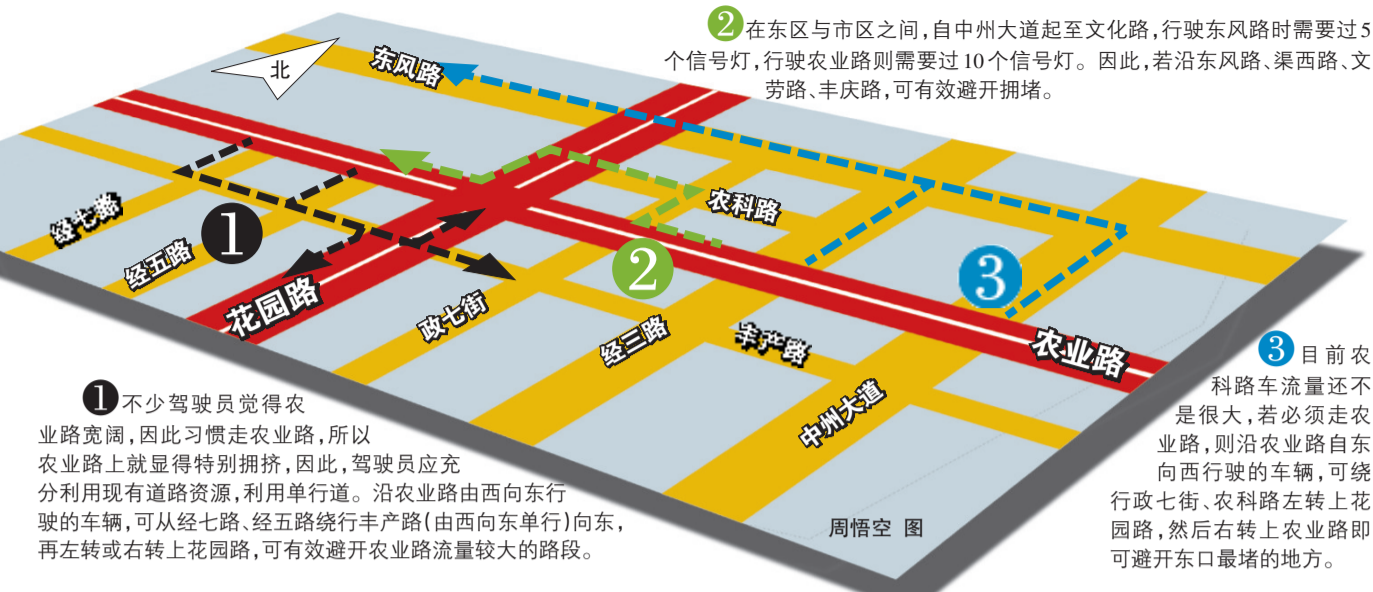 ❷在东区与市区之间,自中州大道起至文化路,行驶东风路时需要过5
个信号灯,行驶农业路则需要过10个信号灯。因此,若沿东风路、渠西路、文
劳路、丰庆路,可有效避开拥堵。
北
东风路
农科路
经七路
❶
经五路
花园路
政七街
❷
经三路
丰产路
❸
农业路
中州大道
❸目前农
科路车流量还不
是很大,若必须走农
业路,则沿农业路自东
向西行驶的车辆,可绕
行政七街、农科路左转上花
园路,然后右转上农业路即
可避开东口最堵的地方。
❶不少驾驶员觉得农
业路宽阔,因此习惯走农业路,所以
农业路上就显得特别拥挤,因此,驾驶员应充
分利用现有道路资源,利用单行道。沿农业路由西向东行
驶的车辆,可从经七路、经五路绕行丰产路(由西向东单行)向东,
再左转或右转上花园路,可有效避开农业路流量较大的路段。
周悟空 图